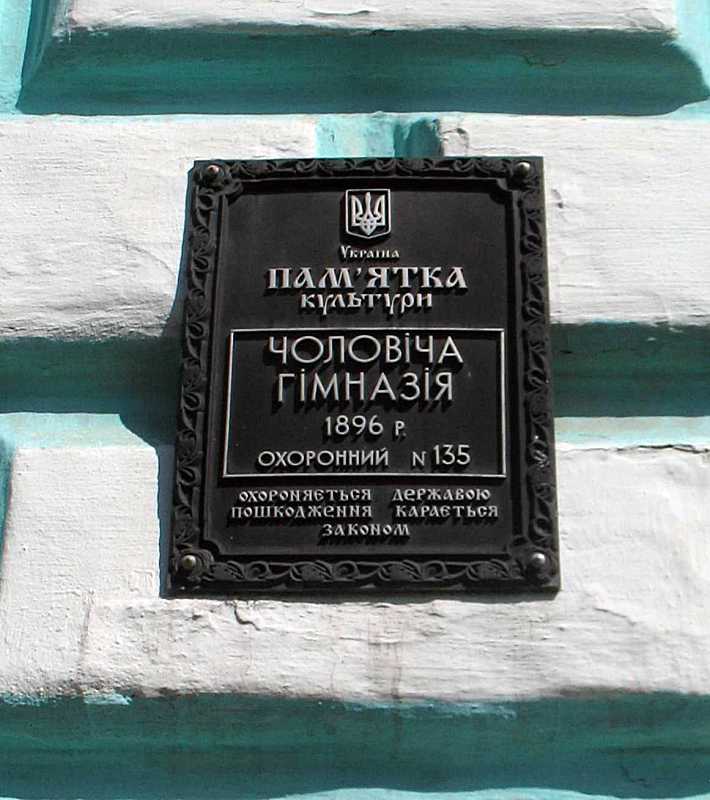 Україна
ПАМ'ЯТКА
КУЛЬТУРИ
ЧОЛОВІЧА
ГІМНАЗІЯ
1896 Р.
ОХОРОННИЙ N 135
ОХОРОНЯЄТЬСЯ ДЕРЖАВОЮ
ПОШКОДЖЕННЯ КАРАЄТЬСЯ
ЗАКОНОМ